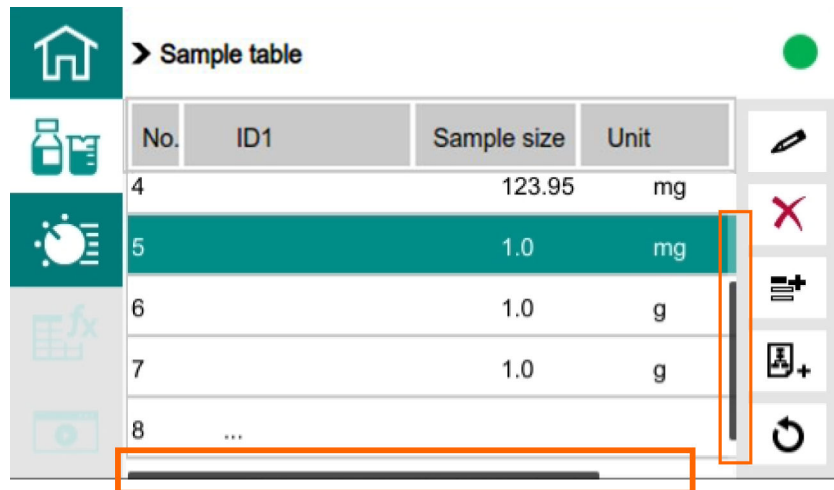 Sample table
No. ID1 Sample size Unit
4 123.95 mg
5 1.0 mg
6 1.0 g
7 1.0 g
8 ...
fx